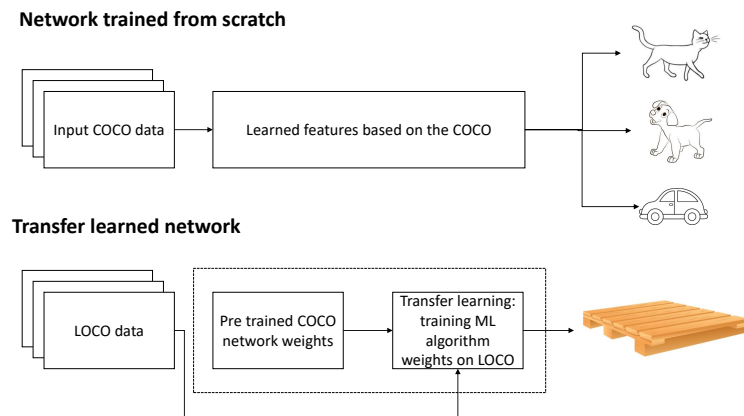 Network trained from scratch
Input COCO data
Learned features based on the COCO
Transfer learned network
LOCO data
Pre trained COCO
network weights
Transfer learning:
training ML
algorithm
weights on LOCO